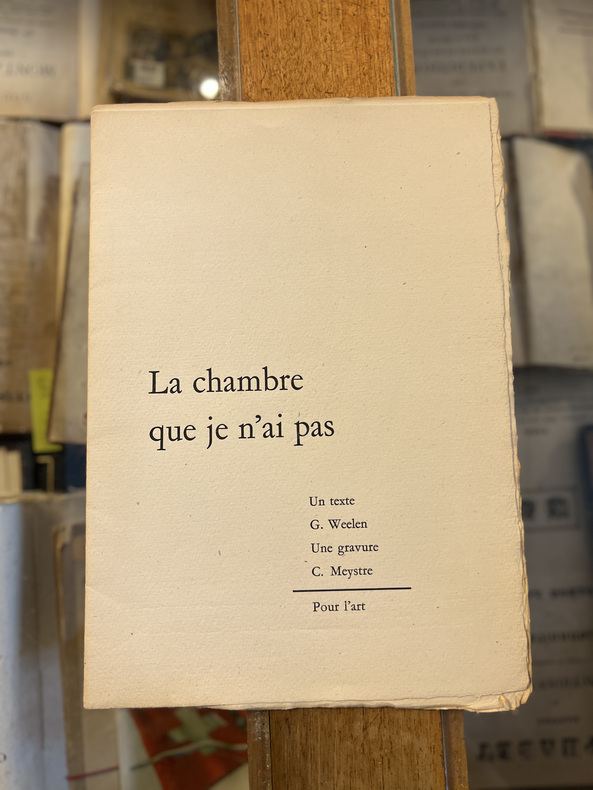 La chambre
que je n'ai pas
Un texte
G. Weelen
Une gravure
C. Meystre
Pour l'art